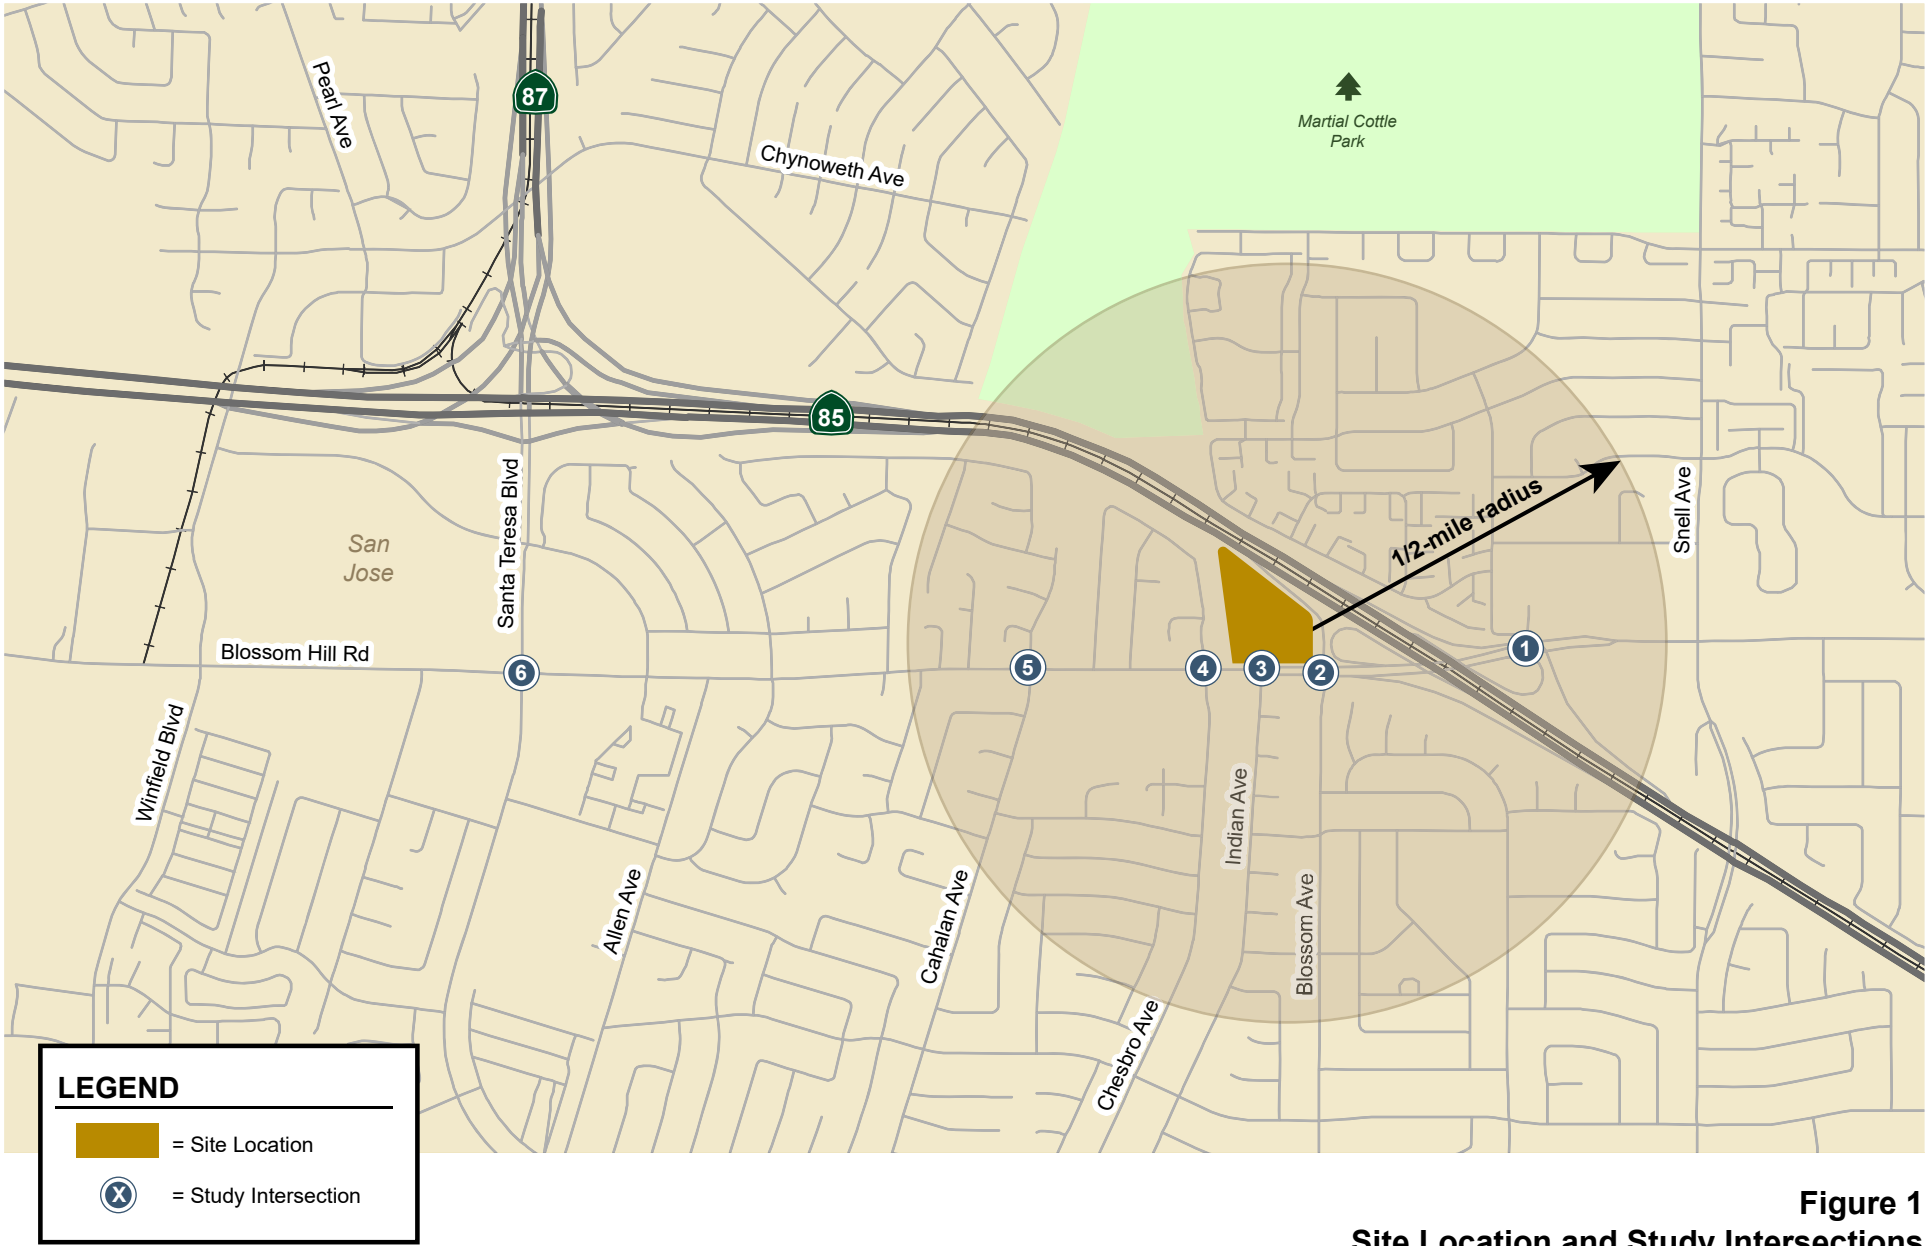 87
Pearl Ave
Martial Cottle
Park
Chynoweth Ave
85
1/2-mile radius
Snell Ave
San
Jose
Santa Teresa Blvd
Blossom Hill Rd
6
5
4
3
2
1
Winfield Blvd
Indian Ave
Allen Ave
Cahalan Ave
Blossom Ave
Chesbro Ave
LEGEND
= Site Location
X = Study Intersection
Figure 1
Site Location and Study Intersections